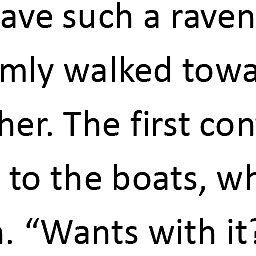 ave such a raven
mly walked towa
her. The first con
to the boats, wh
. “Wants with it?